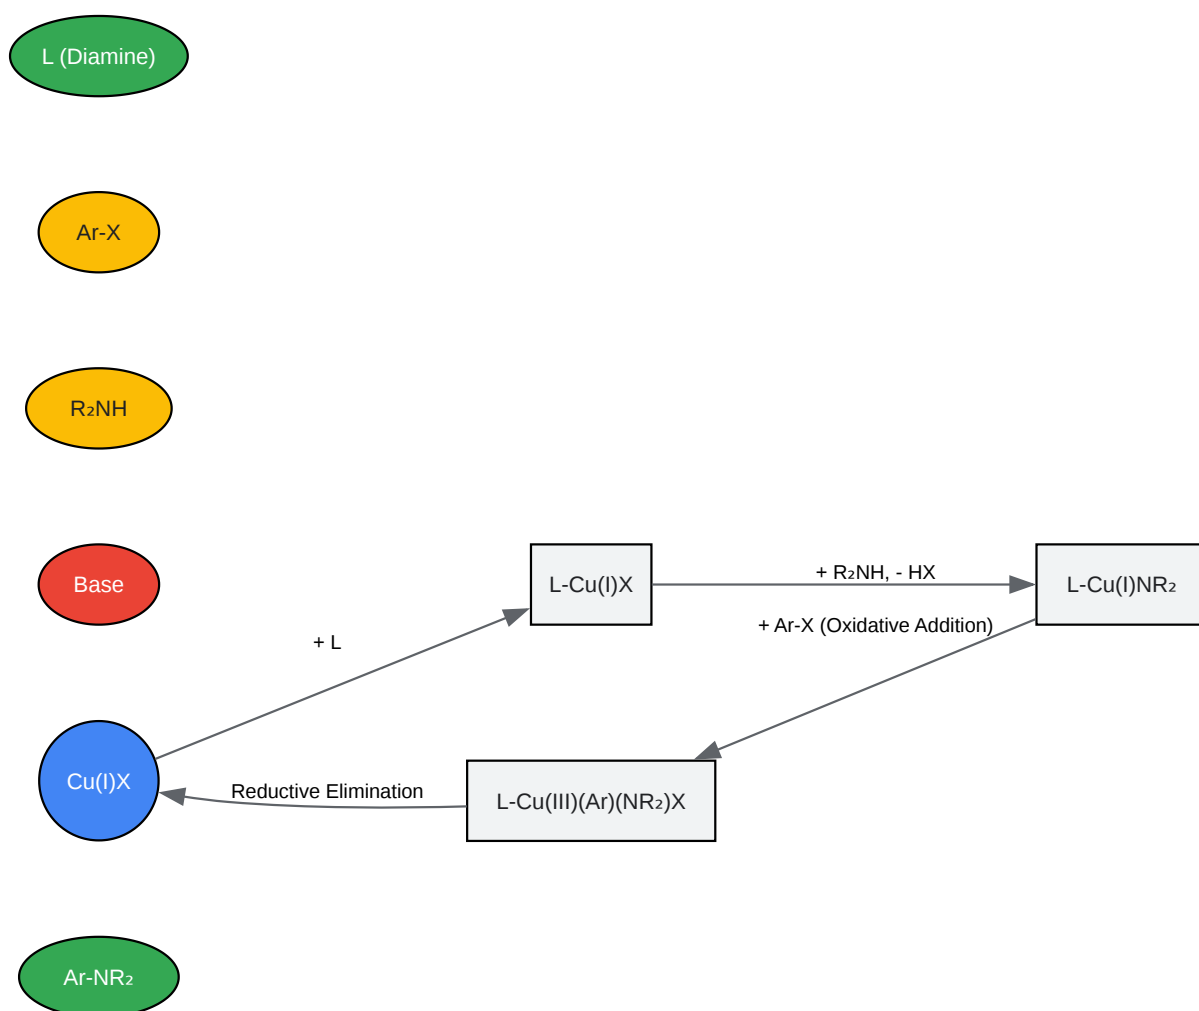 L (Diamine)
Ar-X
R₂NH
Base
L-Cu(I)X
+ R₂NH, - HX
L-Cu(I)NR₂
+ Ar-X (Oxidative Addition)
+ L
Cu(I)X
Reductive Elimination
L-Cu(III)(Ar)(NR₂)X
Ar-NR₂